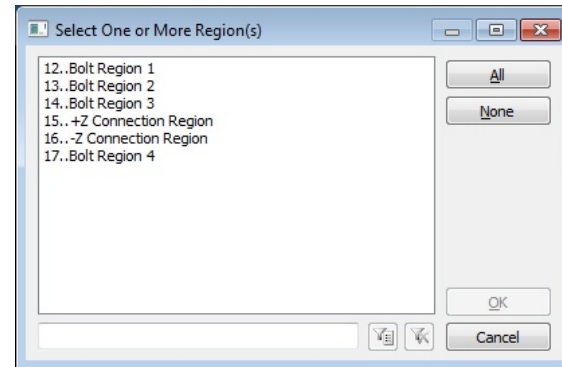 Select One or More Region(s)
12..Bolt Region 1
13..Bolt Region 2
14..Bolt Region 3
15..+Z Connection Region
16..-Z Connection Region
17..Bolt Region 4
All
None
OK
Cancel